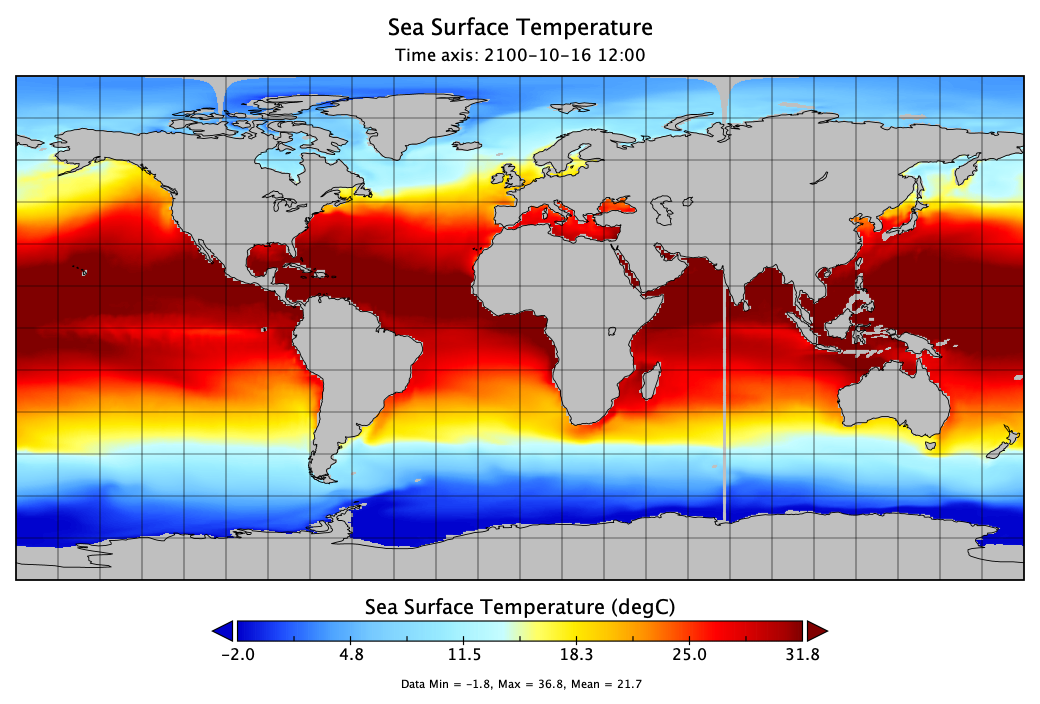 Sea Surface Temperature
Time axis: 2100-10-16 12:00
Sea Surface Temperature (degC)
-2.0 4.8 11.5 18.3 25.0 31.8
Data Min = -1.8, Max = 36.8, Mean = 21.7